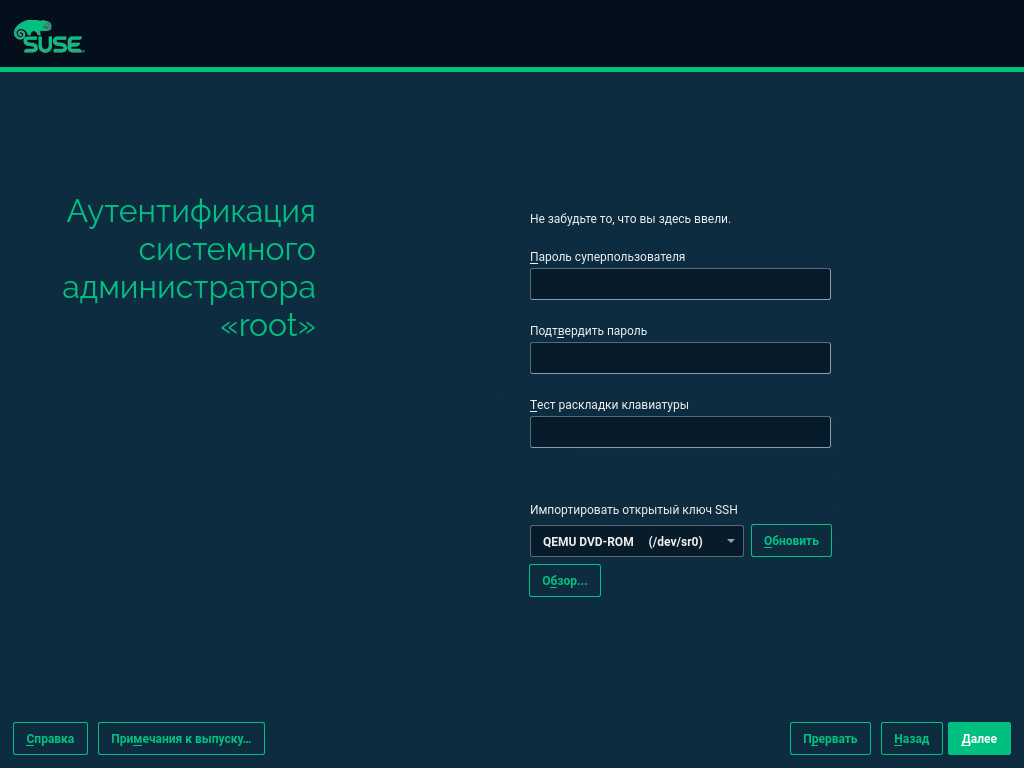 SUSE
Аутентификация
системного
администратора
«root»
Не забудьте то, что вы здесь ввели.
Пароль суперпользователя
Подтвердить пароль
Тест раскладки клавиатуры
Импортировать открытый ключ SSH
QEMU DVD-ROM (/dev/sr0) Обновить
Обзор...
Справка Примечания к выпуску... Прервать Назад Далее